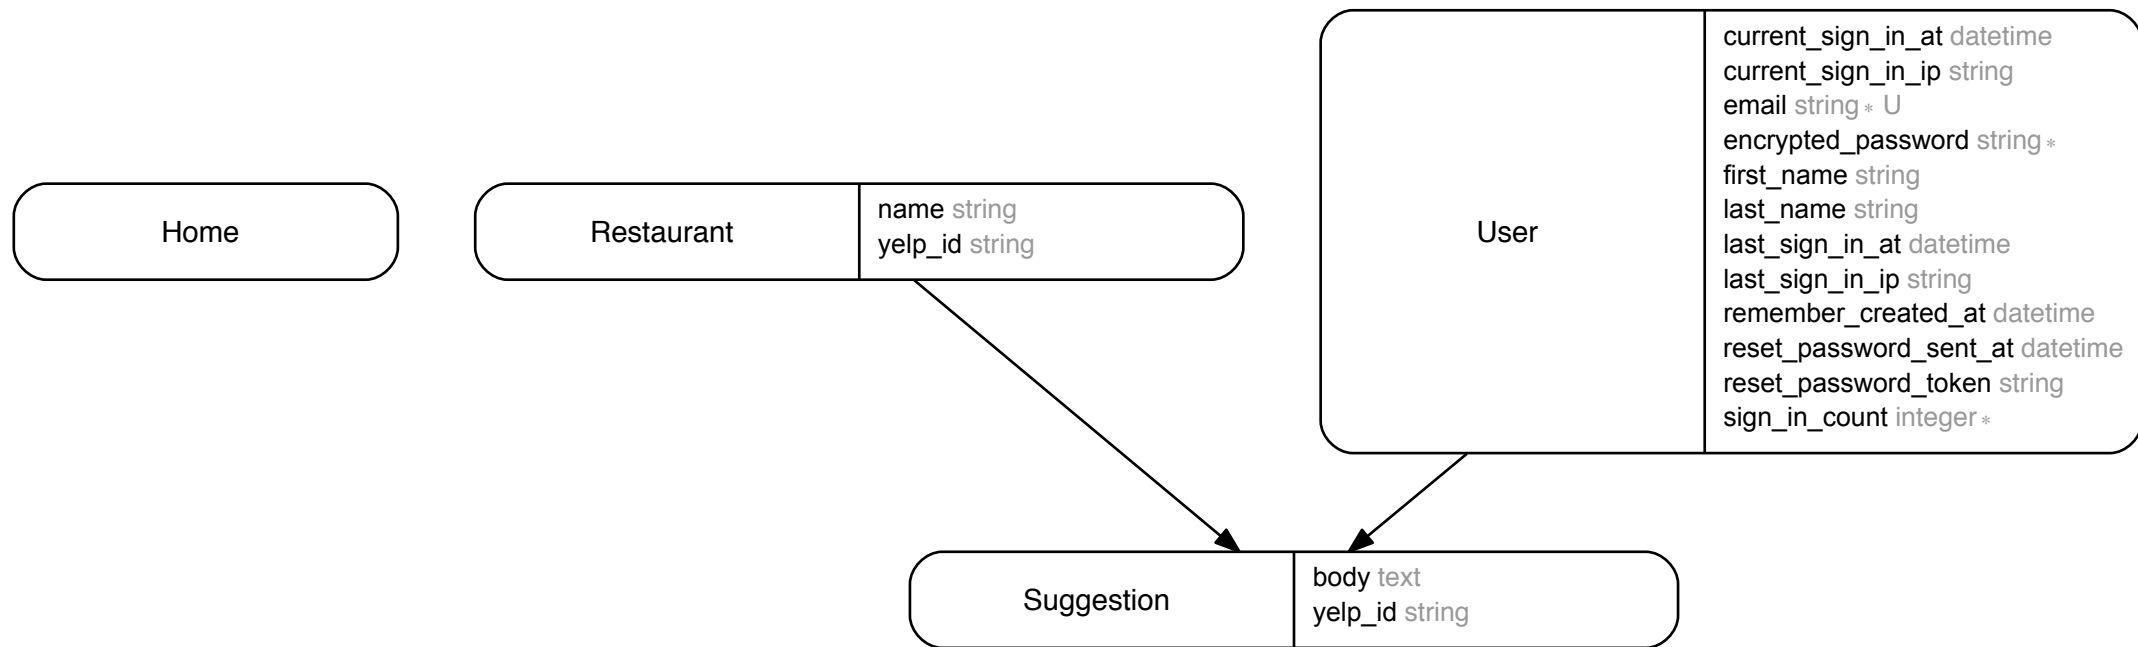 Home
Restaurant
name string
yelp_id string
User
current_sign_in_at datetime
current_sign_in_ip string
email string * U
encrypted_password string *
first_name string
last_name string
last_sign_in_at datetime
last_sign_in_ip string
remember_created_at datetime
reset_password_sent_at datetime
reset_password_token string
sign_in_count integer *
Suggestion
body text
yelp_id string